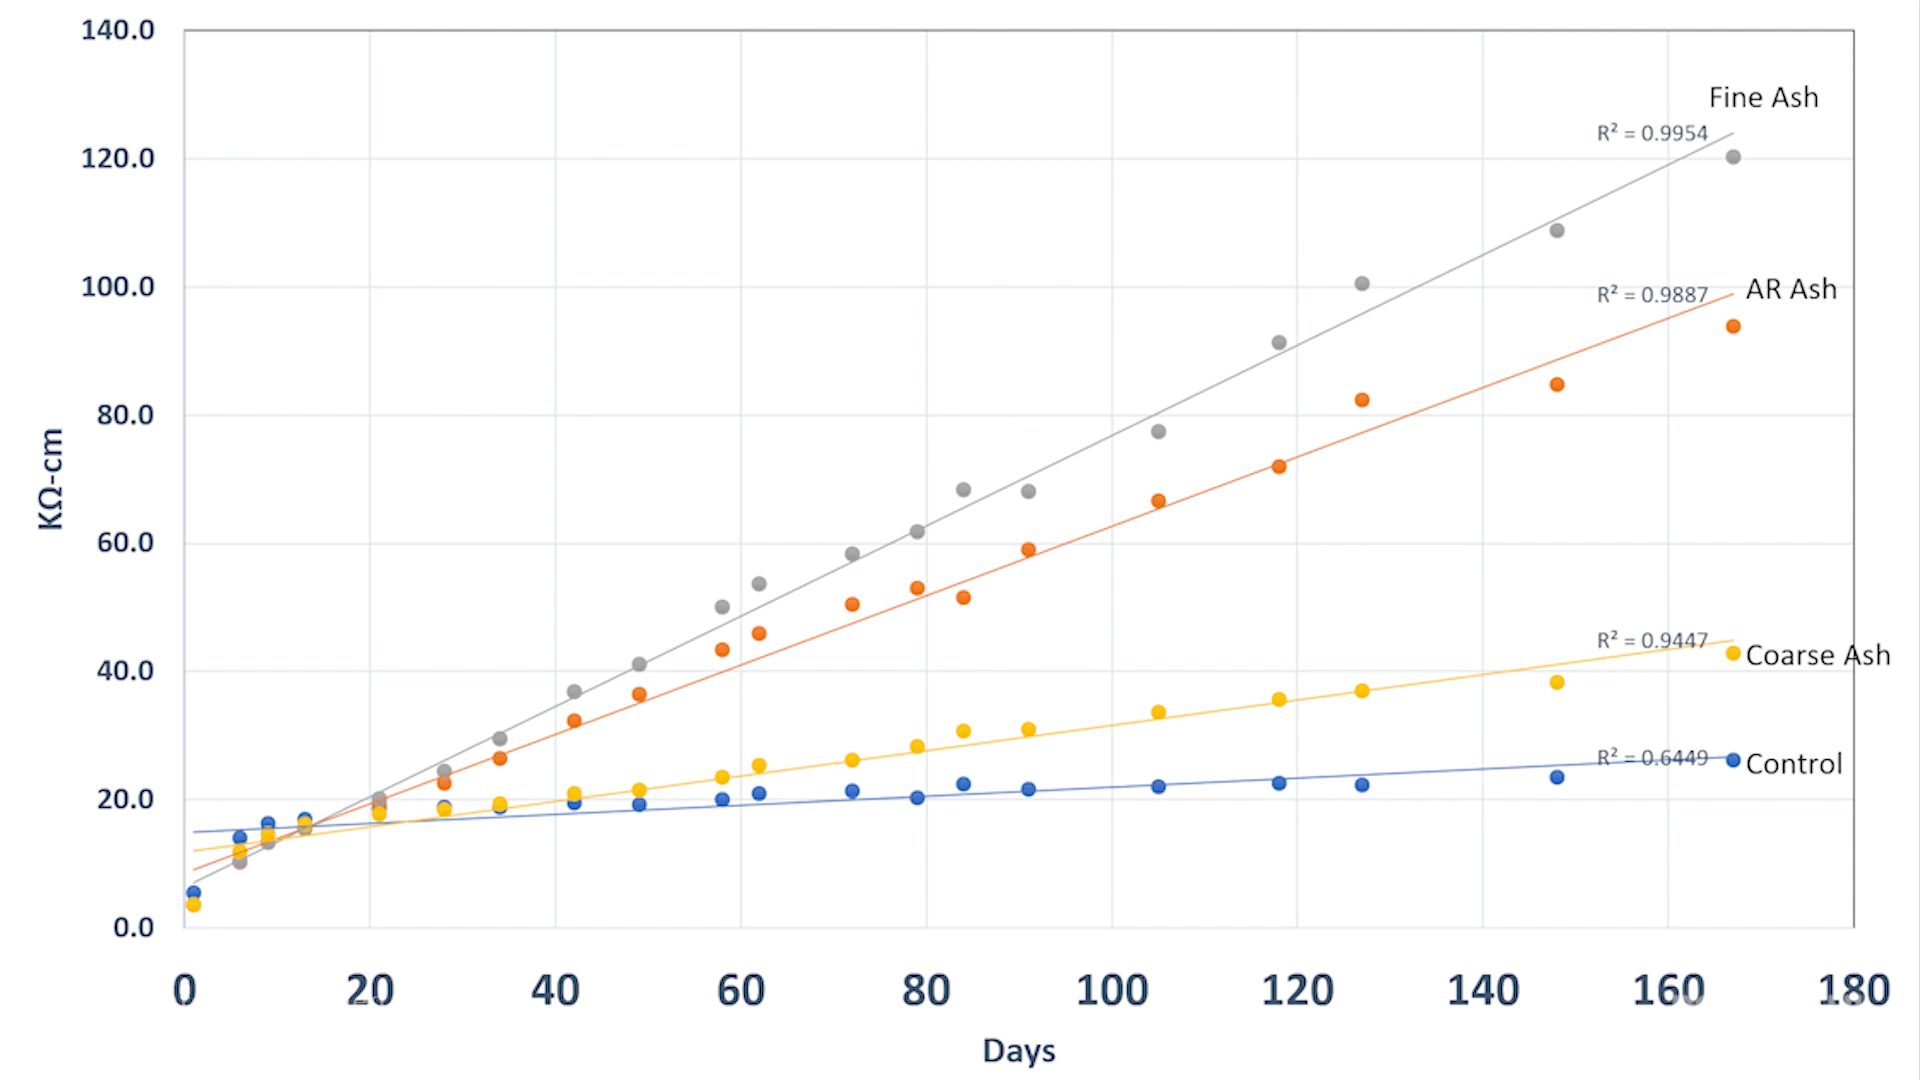 140.0
Fine Ash
R² = 0.9954
120.0
100.0
AR Ash
R² = 0.9887
80.0
KΩ-cm
60.0
R² = 0.9447
40.0
Coarse Ash
R² = 0.6449
Control
20.0
0.0
0 20 40 60 80 100 120 140 160 180
Days